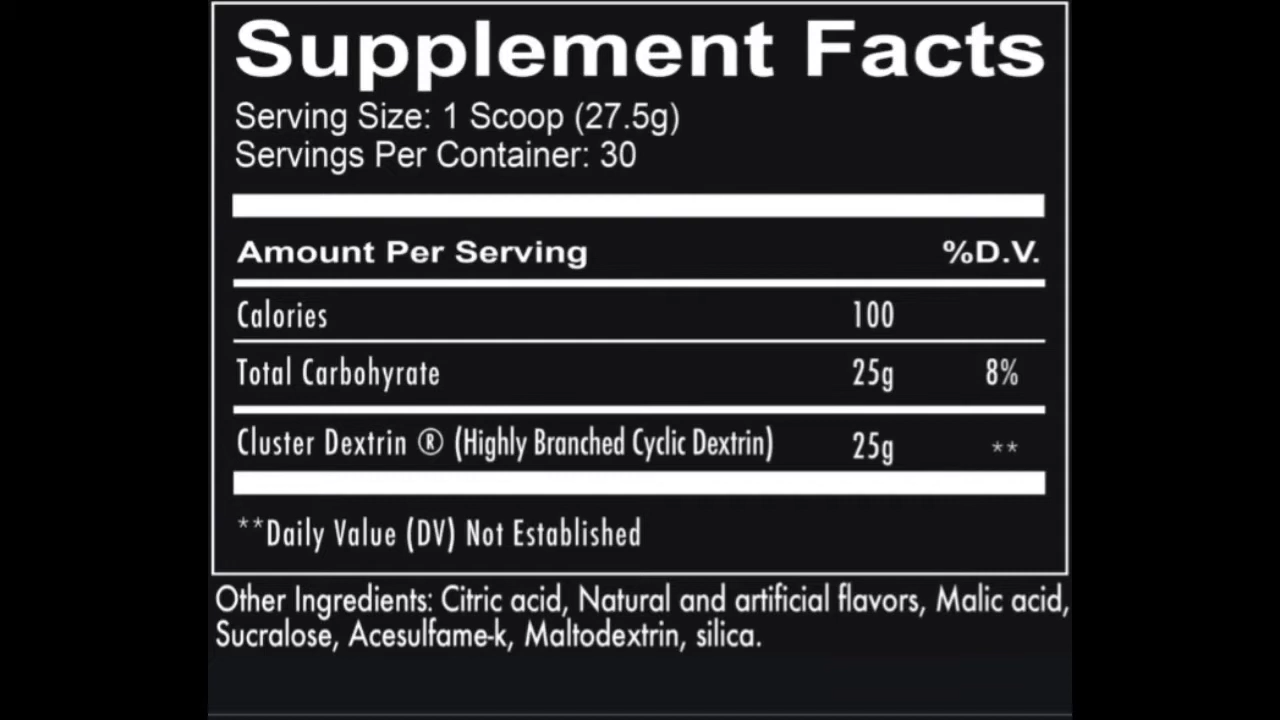 Supplement Facts
Serving Size: 1 Scoop (27.5g)
Servings Per Container: 30
Amount Per Serving %D.V.
Calories 100
Total Carbohyrate 25g 8%
Cluster Dextrin ® (Highly Branched Cyclic Dextrin) 25g **
**Daily Value (DV) Not Established
Other Ingredients: Citric acid, Natural and artificial flavors, Malic acid,
Sucralose, Acesulfame-k, Maltodextrin, silica.